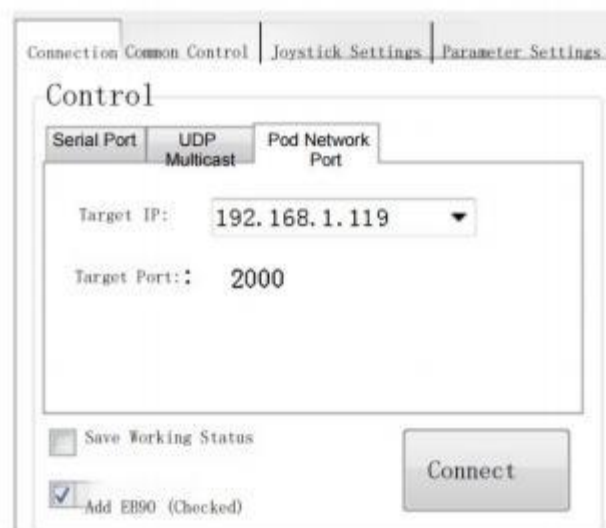 Connection Common Control Joystick Settings Parameter Settings
Control
Serial Port UDP Multicast Pod Network Port
Target IP: 192.168.1.119
Target Port:: 2000
Save Working Status
Connect
Add EB90 (Checked)